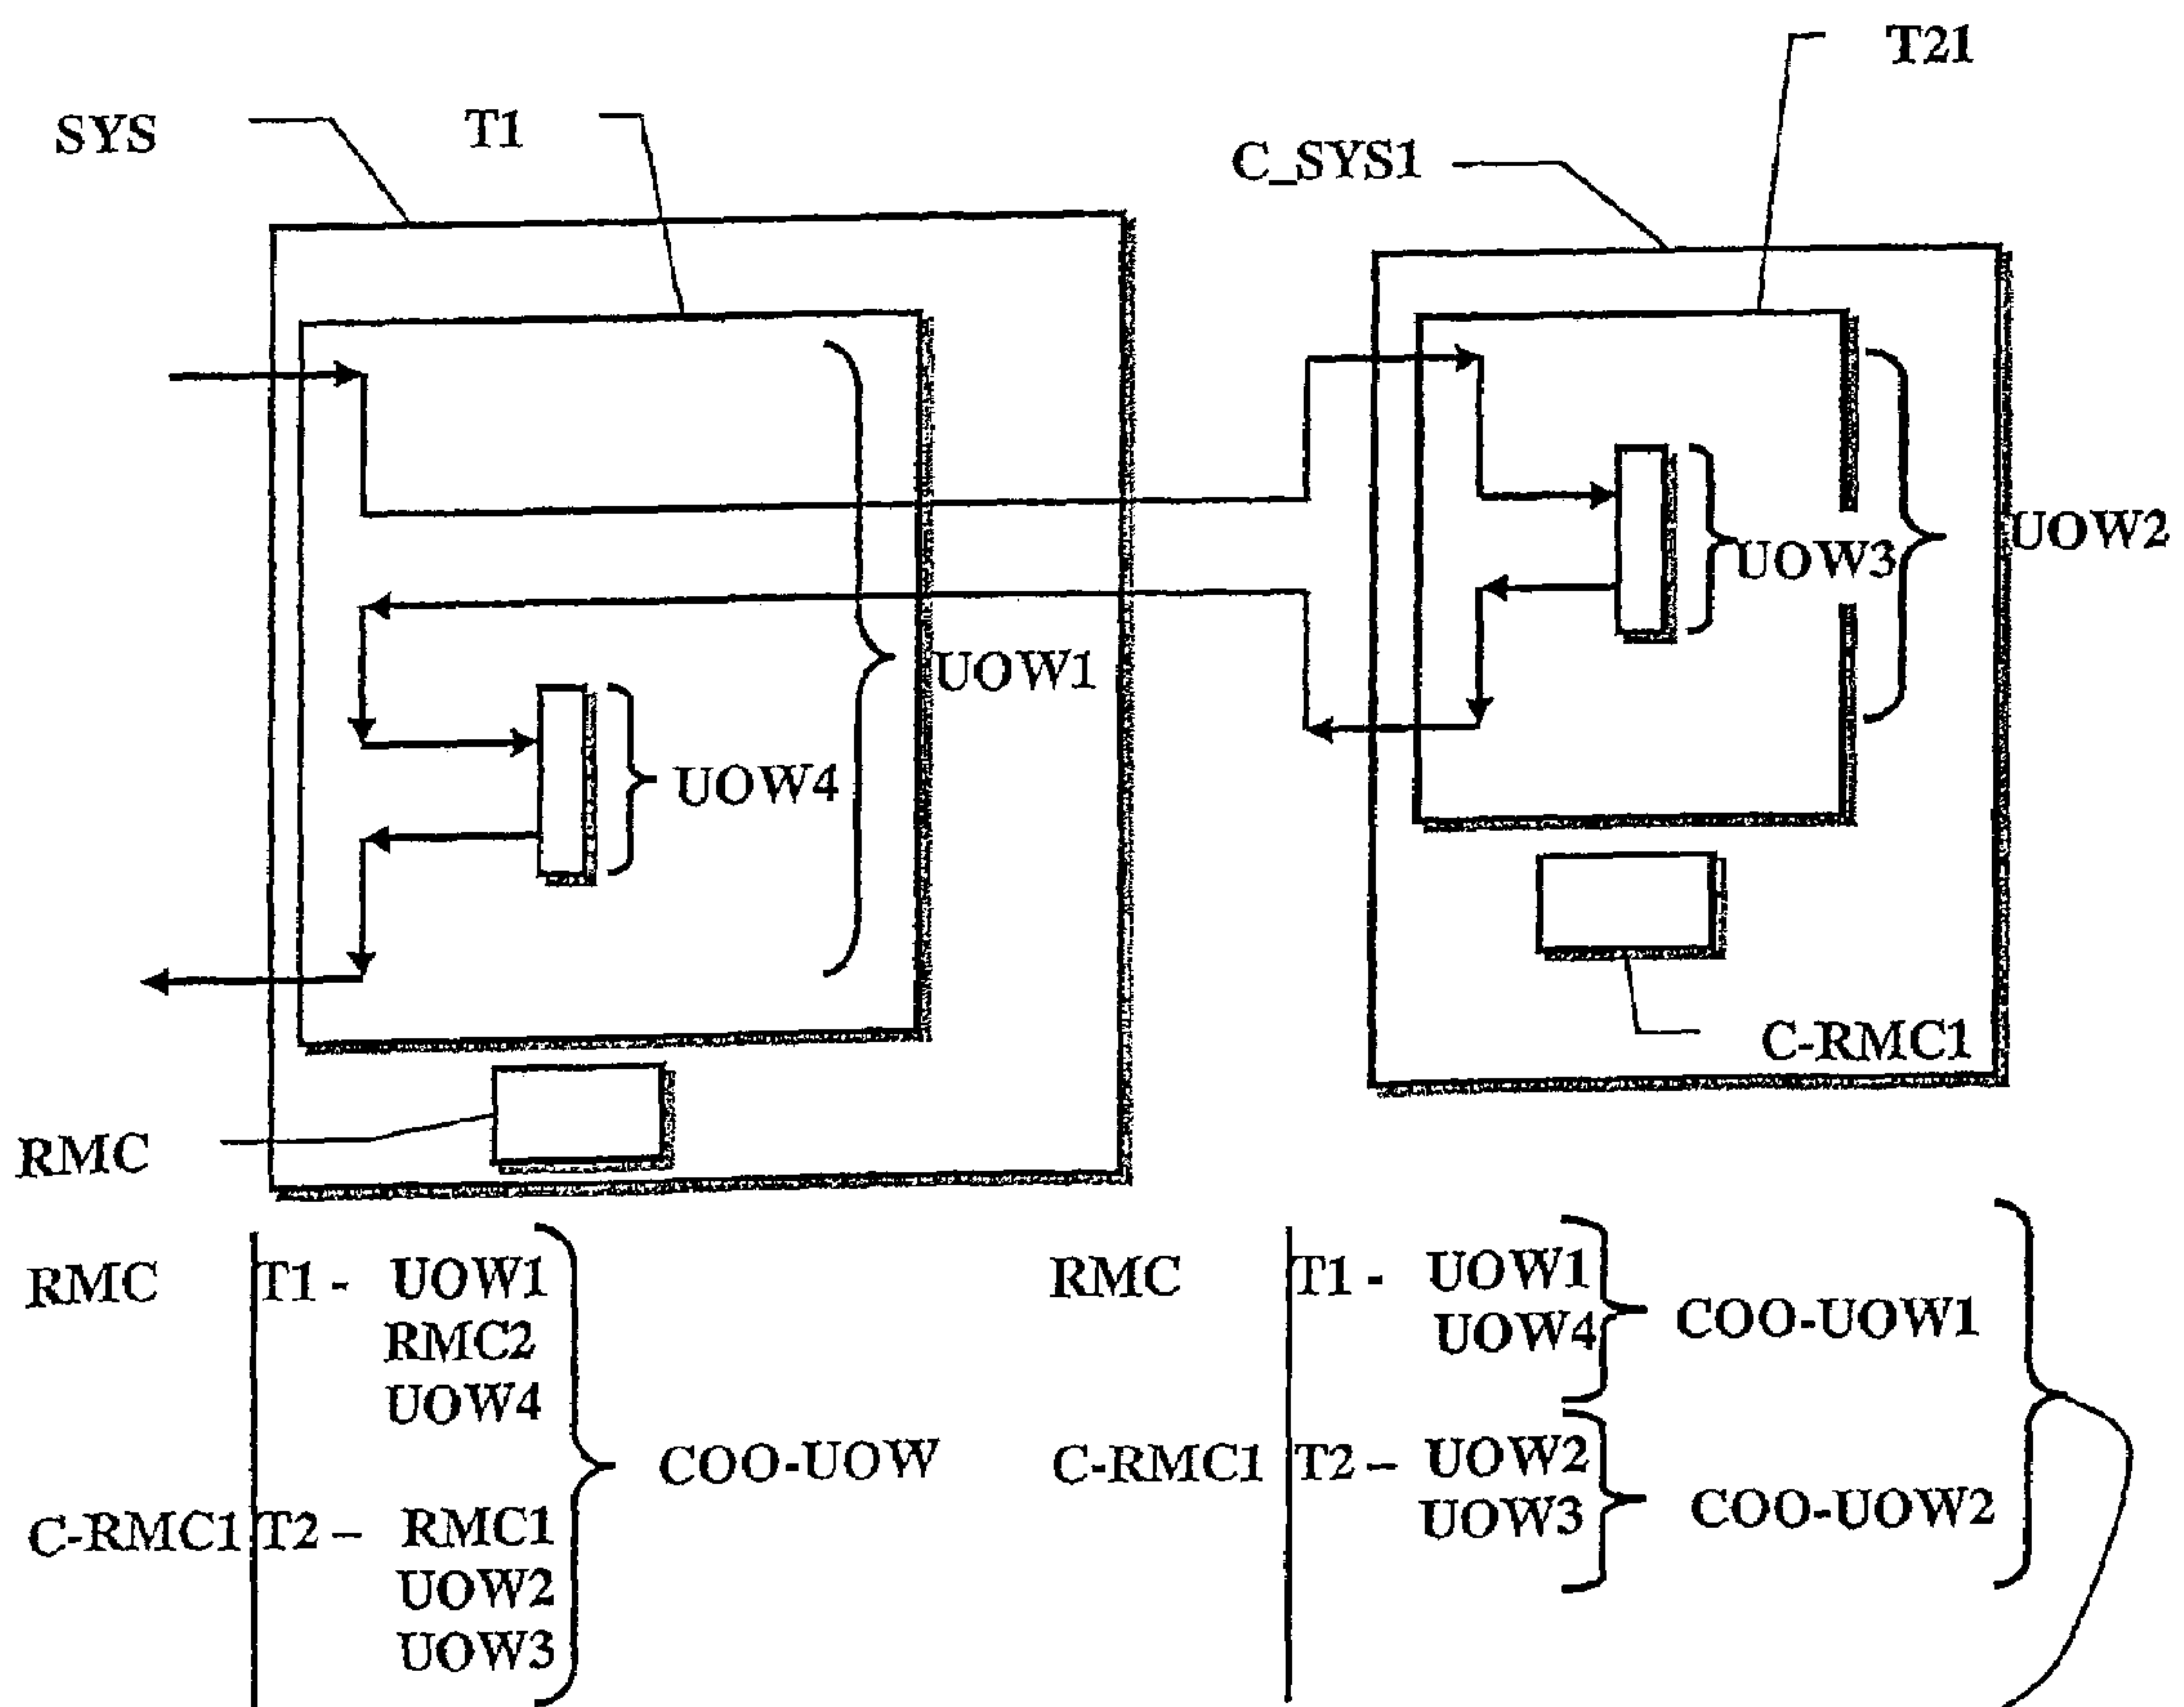 T21
SYS
T1
C_SYS1
UOW2
UOW3
UOW1
UOW4
C-RMC1
RMC
RMC T1 - UOW1
RMC2
UOW4
COO-UOW
C-RMC1 T2 – RMC1
UOW2
UOW3
RMC T1 - UOW1
UOW4
COO-UOW1
C-RMC1 T2 – UOW2
UOW3
COO-UOW2